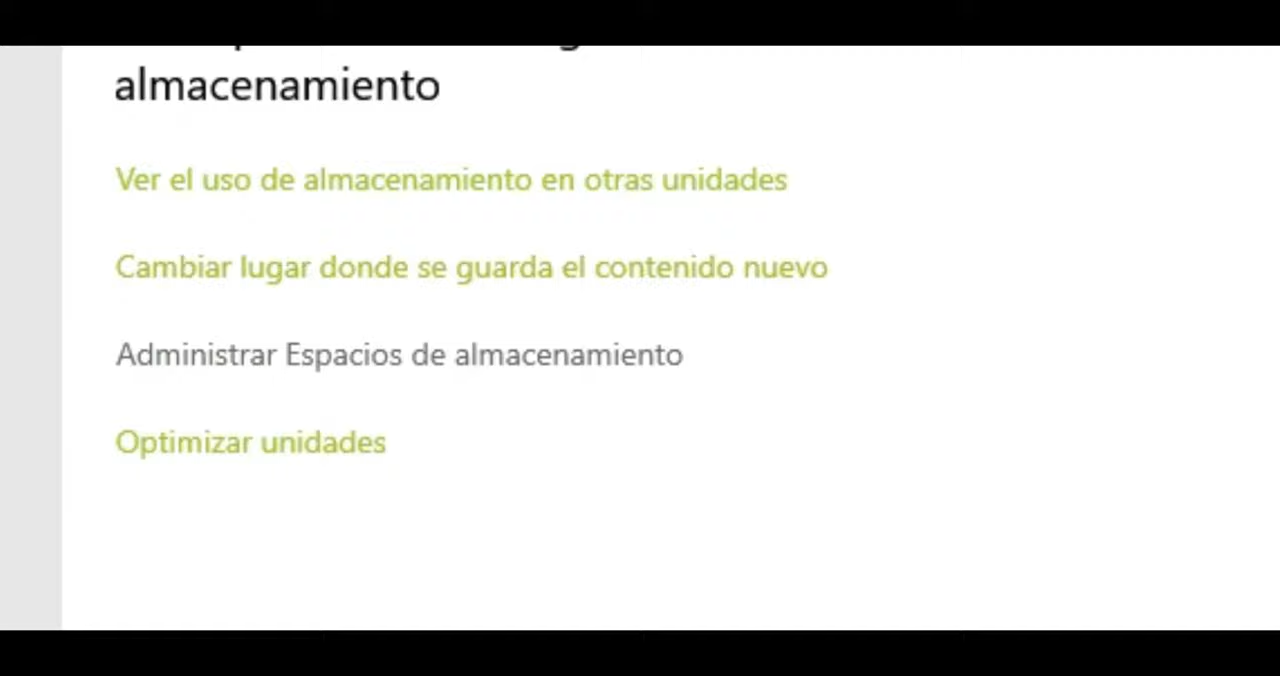 almacenamiento
Ver el uso de almacenamiento en otras unidades
Cambiar lugar donde se guarda el contenido nuevo
Administrar Espacios de almacenamiento
Optimizar unidades